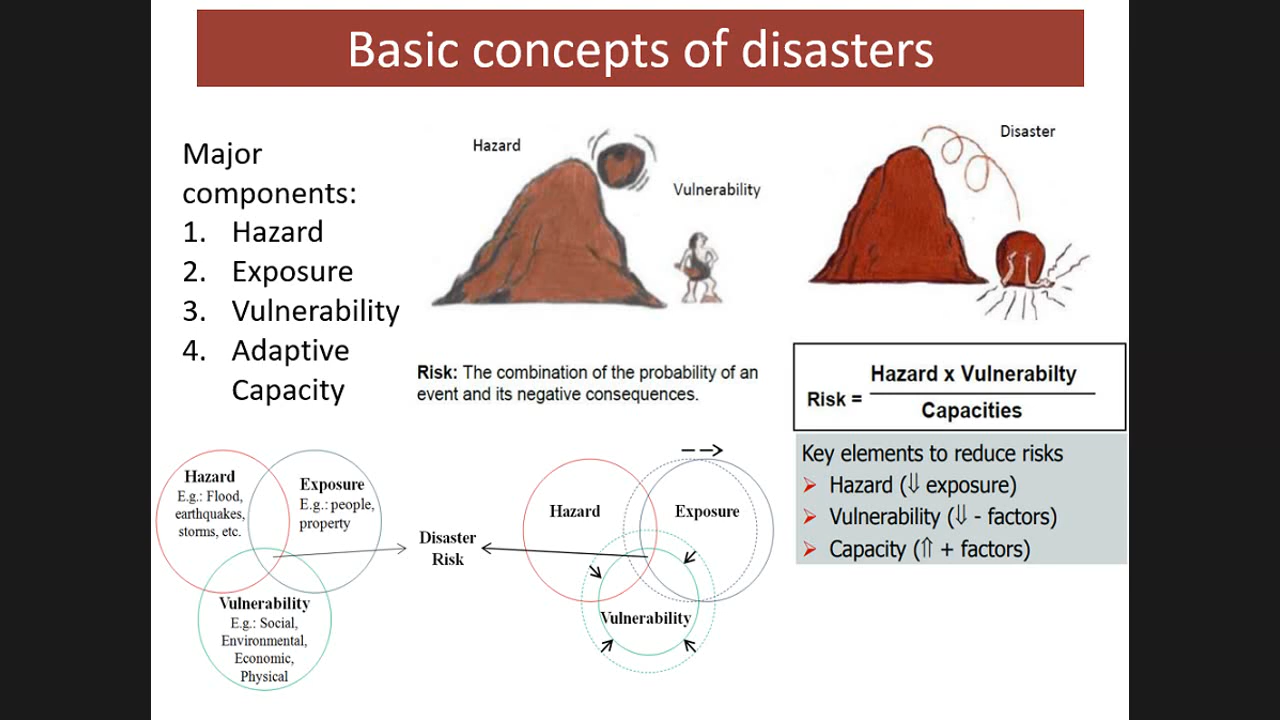 Basic concepts of disasters
Major
components:
1. Hazard
2. Exposure
3. Vulnerability
4. Adaptive
Capacity
Hazard
Vulnerability
Disaster
Risk: The combination of the probability of an
event and its negative consequences.
Risk = Hazard x Vulnerabilty
Capacities
Key elements to reduce risks
Hazard (⇓ exposure)
Vulnerability (⇓ - factors)
Capacity (⇑ + factors)
Hazard
E.g.: Flood,
earthquakes,
storms, etc.
Exposure
E.g.: people,
property
Vulnerability
E.g.: Social,
Environmental,
Economic,
Physical
Disaster
Risk
Hazard
Exposure
Vulnerability